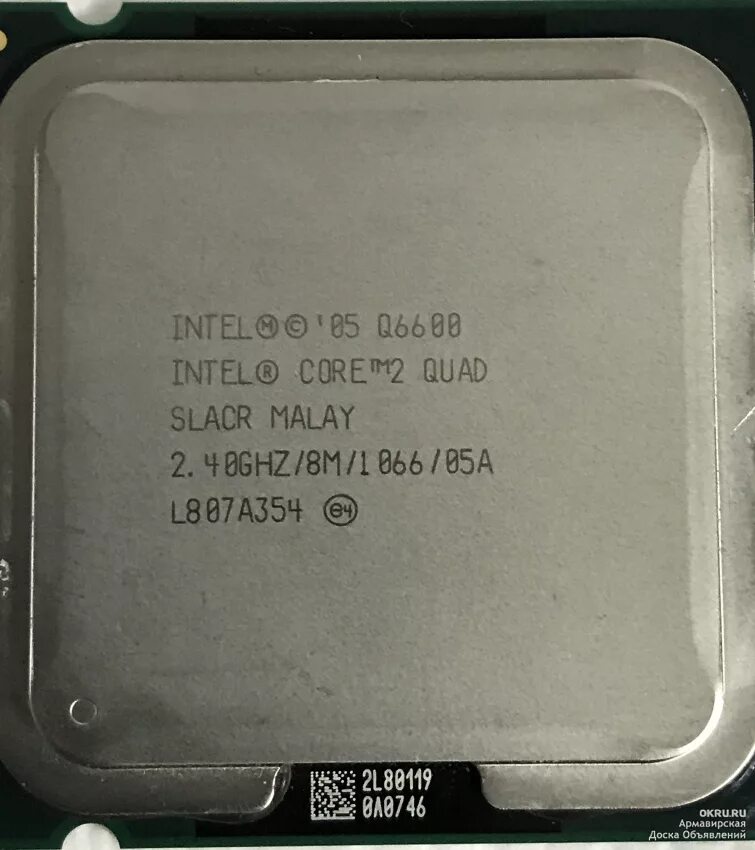 INTEL Ⓜ © '05 Q6600
INTEL® CORE™2 QUAD
SLACR MALAY
2.40GHZ/8M/1066/05A
L807A354 (e4)
2L80119
0A0746
OKRU.RU
Армавирская
Доска Объявлений